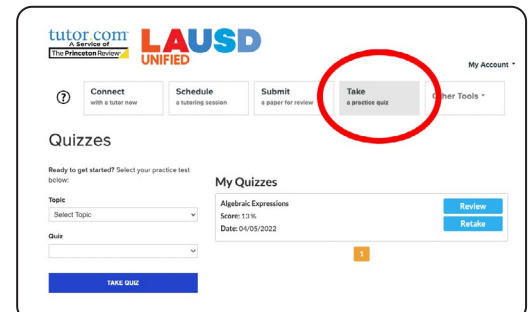 tutor.com
A Service of
The Princeton Review
LAUSD
UNIFIED
My Account
?
Connect
with a tutor now
Schedule
a tutoring session
Submit
a paper for review
Take
a practice quiz
Other Tools
Quizzes
Ready to get started? Select your practice test
below:
Topic
Select Topic
Quiz
TAKE QUIZ
My Quizzes
Algebraic Expressions
Score: 13 %
Date: 04/05/2022
Review
Retake
1